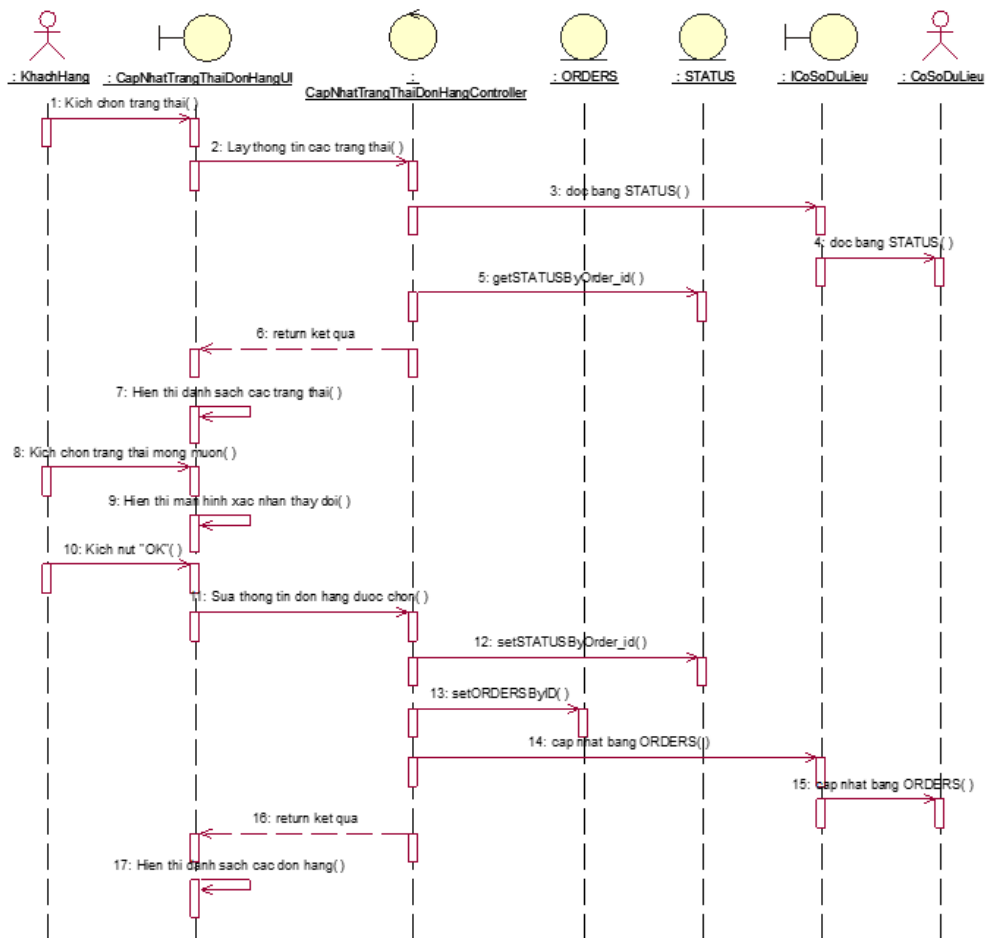 : KhachHang
: CapNhatTrangThaiDonHangUI
:
CapNhatTrangThaiDonHangController
: ORDERS
: STATUS
: ICoSoDuLieu
: CoSoDuLieu
1: Kich chon trang thai( )
2: Lay thong tin cac trang thai( )
3: doc bang STATUS( )
4: doc bang STATUS( )
5: getSTATUSByOrder_id( )
6: return ket qua
7: Hien thi danh sach cac trang thai( )
8: Kich chon trang thai mong muon( )
9: Hien thi man hinh xac nhan thay doi( )
10: Kich nut "OK"( )
11: Sua thong tin don hang duoc chon( )
12: setSTATUSByOrder_id( )
13: setORDERSByID( )
14: cap nhat bang ORDERS( )
15: cap nhat bang ORDERS( )
16: return ket qua
17: Hien thi danh sach cac don hang( )